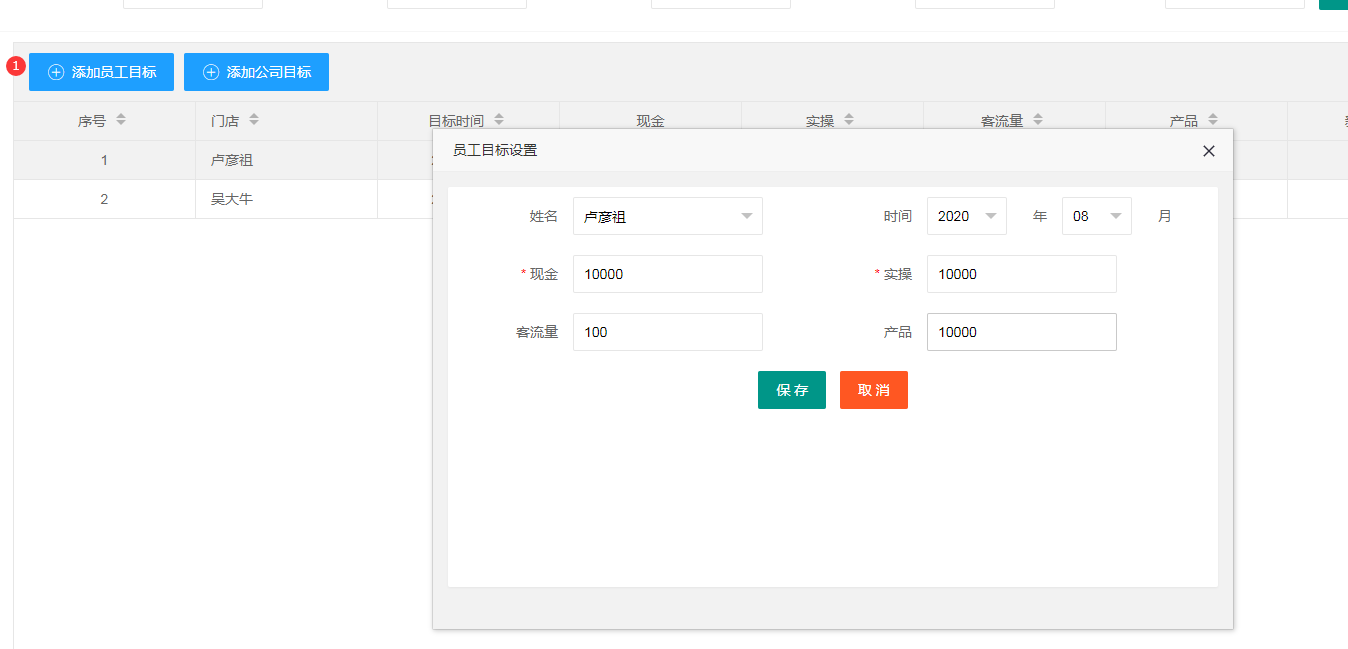 1
添加员工目标 添加公司目标
序号 门店 目标时间 现金 实操 客流量 产品
员工目标设置
1 卢彦祖
2 吴大牛
姓名 卢彦祖 时间 2020 年 08 月
* 现金 10000 * 实操 10000
客流量 100 产品 10000
保存 取消